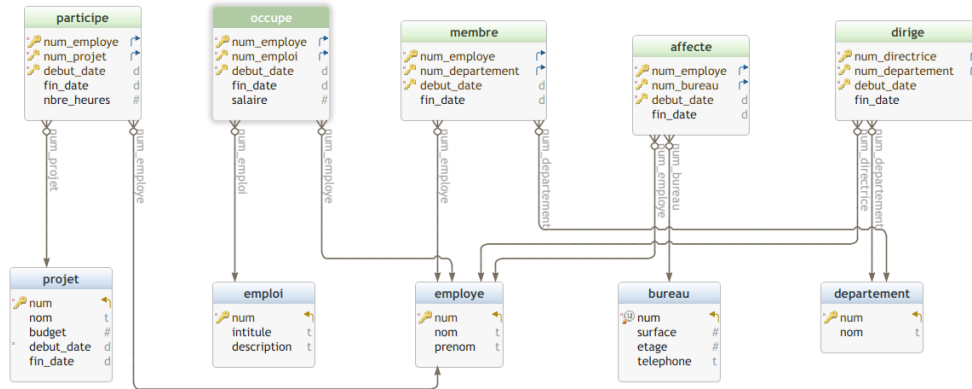 participe
num_employe
num_projet
debut_date d
fin_date d
nbre_heures #
occupe
num_employe
num_emploi
debut_date d
fin_date d
salaire #
membre
num_employe
num_departement
debut_date d
fin_date d
affecte
num_employe
num_bureau
debut_date d
fin_date d
dirige
num_directrice
num_departement
debut_date d
fin_date d
num_projet
num_employe
num_emploi
num_employe
num_employe
num_departement
num_employe
num_bureau
num_directrice
num_departement
projet
num
nom t
budget #
debut_date d
fin_date d
emploi
num
intitule t
description t
employe
num
nom t
prenom t
bureau
u num
surface #
etage #
telephone t
departement
num
nom t